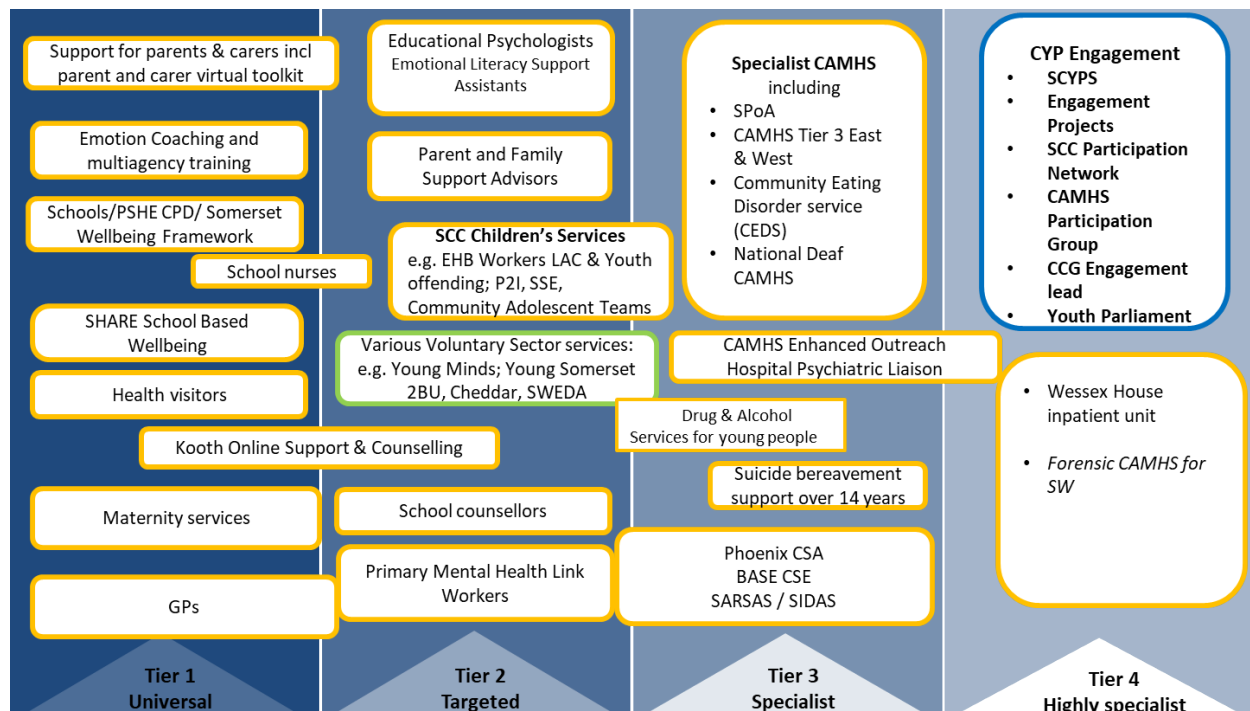 Support for parents & carers incl
parent and carer virtual toolkit
Emotion Coaching and
multiagency training
Schools/PSHE CPD/ Somerset
Wellbeing Framework
School nurses
SHARE School Based
Wellbeing
Health visitors
Kooth Online Support & Counselling
Maternity services
GPs
Tier 1
Universal
Educational Psychologists
Emotional Literacy Support
Assistants
Parent and Family
Support Advisors
SCC Children’s Services
e.g. EHB Workers LAC & Youth
offending; P2I, SSE,
Community Adolescent Teams
Various Voluntary Sector services:
e.g. Young Minds; Young Somerset
2BU, Cheddar, SWEDA
School counsellors
Primary Mental Health Link
Workers
Tier 2
Targeted
Specialist CAMHS
including
• SPoA
• CAMHS Tier 3 East
& West
• Community Eating
Disorder service
(CEDS)
• National Deaf
CAMHS
CAMHS Enhanced Outreach
Hospital Psychiatric Liaison
Drug & Alcohol
Services for young people
Suicide bereavement
support over 14 years
Phoenix CSA
BASE CSE
SARSAS / SIDAS
Tier 3
Specialist
CYP Engagement
• SCYPS
• Engagement
Projects
• SCC Participation
Network
• CAMHS
Participation
Group
• CCG Engagement
lead
• Youth Parliament
• Wessex House
inpatient unit
• Forensic CAMHS for
SW
Tier 4
Highly specialist